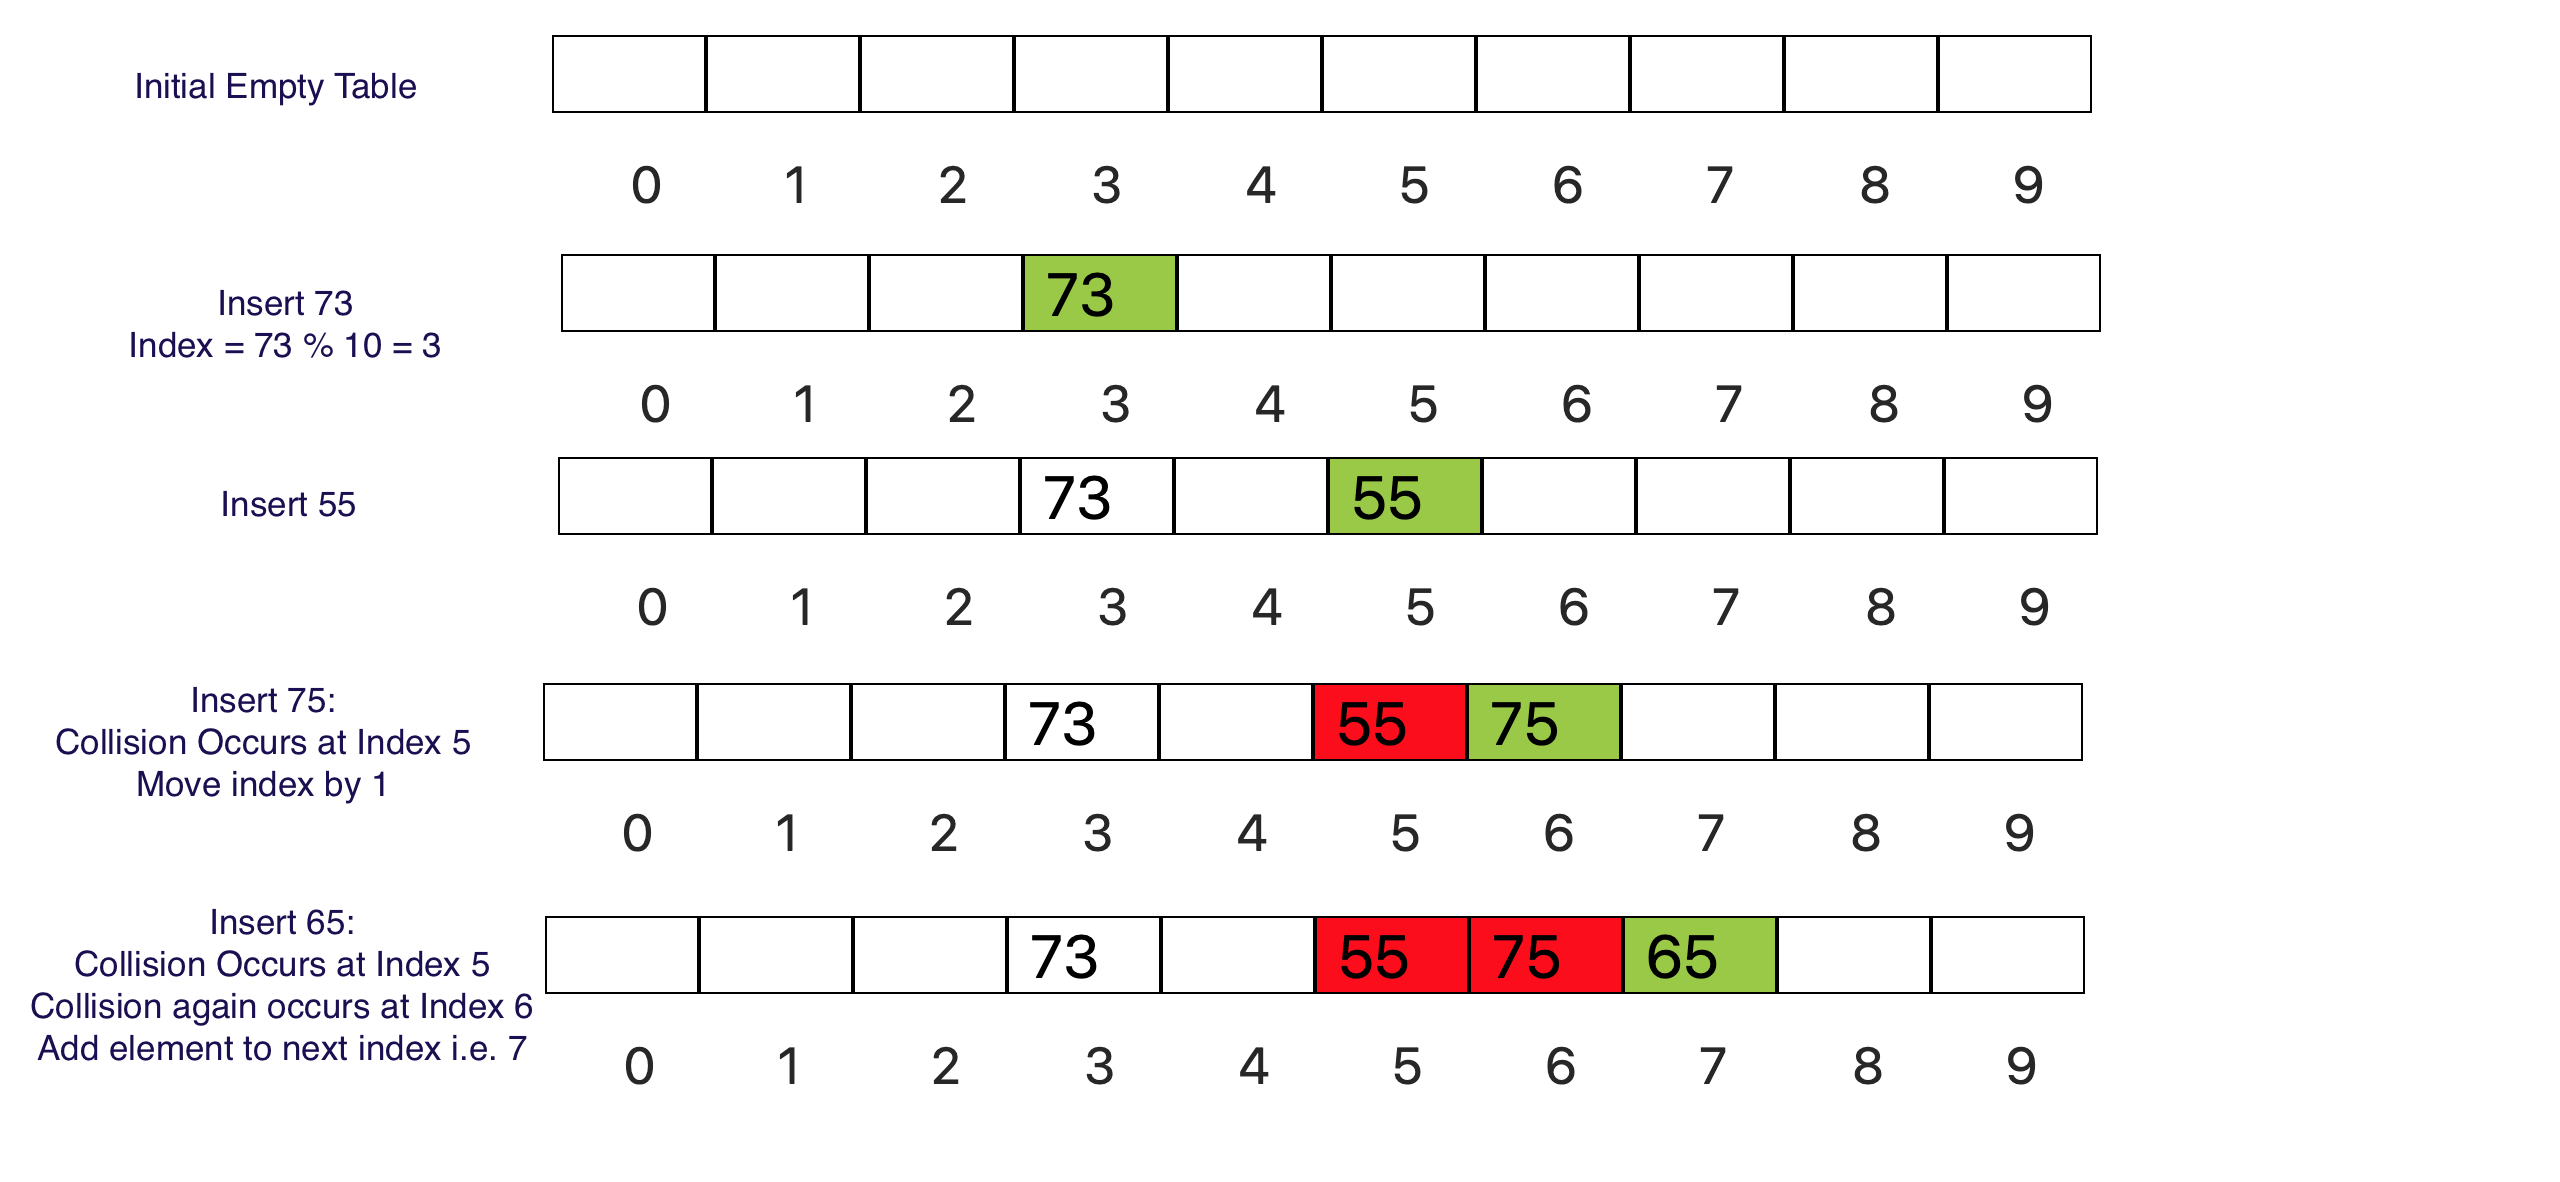 Initial Empty Table
0 1 2 3 4 5 6 7 8 9
Insert 73
Index = 73 % 10 = 3
73
0 1 2 3 4 5 6 7 8 9
Insert 55
73 55
0 1 2 3 4 5 6 7 8 9
Insert 75:
Collision Occurs at Index 5
Move index by 1
73 55 75
0 1 2 3 4 5 6 7 8 9
Insert 65:
Collision Occurs at Index 5
Collision again occurs at Index 6
Add element to next index i.e. 7
73 55 75 65
0 1 2 3 4 5 6 7 8 9